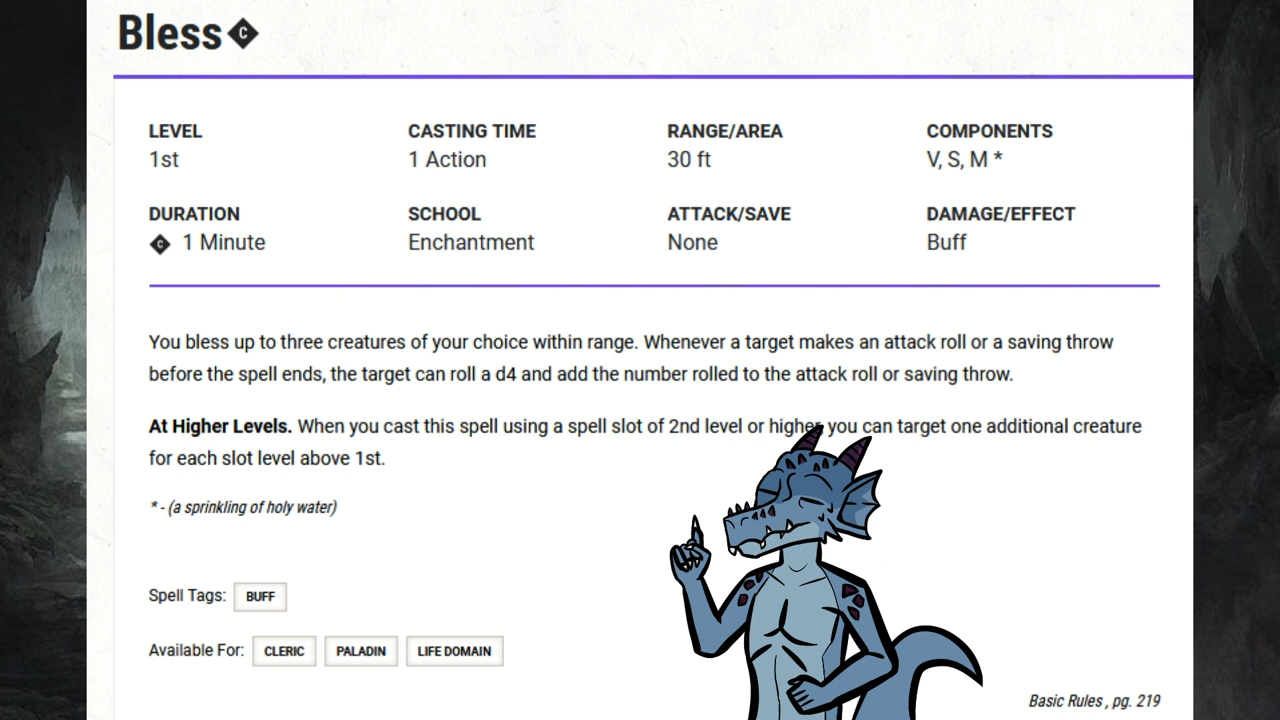 Bless C
LEVEL
1st
CASTING TIME
1 Action
RANGE/AREA
30 ft
COMPONENTS
V, S, M *
DURATION
C 1 Minute
SCHOOL
Enchantment
ATTACK/SAVE
None
DAMAGE/EFFECT
Buff
You bless up to three creatures of your choice within range. Whenever a target makes an attack roll or a saving throw
before the spell ends, the target can roll a d4 and add the number rolled to the attack roll or saving throw.
At Higher Levels. When you cast this spell using a spell slot of 2nd level or higher, you can target one additional creature
for each slot level above 1st.
* - (a sprinkling of holy water)
Spell Tags: BUFF
Available For: CLERIC PALADIN LIFE DOMAIN
Basic Rules , pg. 219